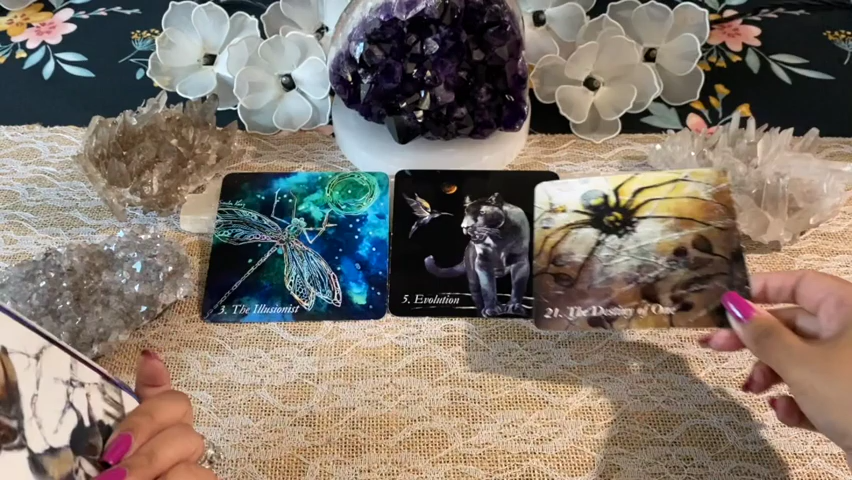 3. The Illusionist
5. Evolution
21. The Destiny of One